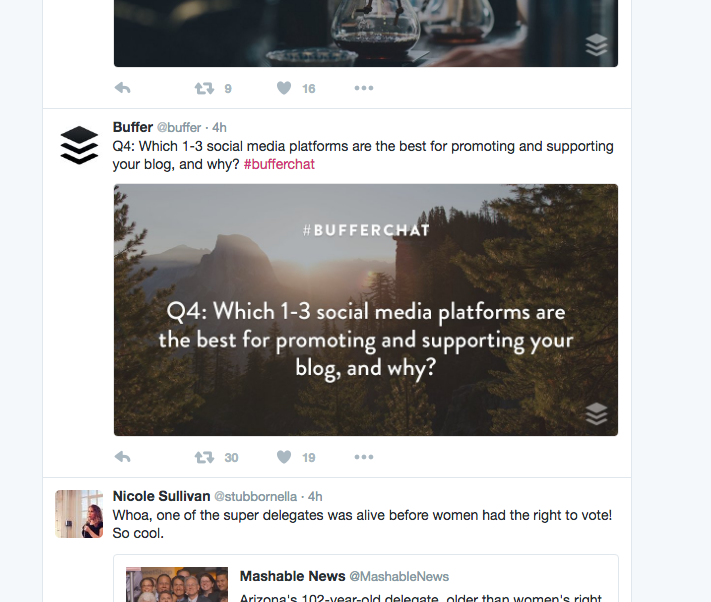 9
16
Buffer @buffer · 4h
Q4: Which 1-3 social media platforms are the best for promoting and supporting
your blog, and why? #bufferchat
#BUFFERCHAT
Q4: Which 1-3 social media platforms are
the best for promoting and supporting your
blog, and why?
30
19
Nicole Sullivan @stubbornella · 4h
Whoa, one of the super delegates was alive before women had the right to vote!
So cool.
Mashable News @MashableNews
Arizona's 102-year-old delegate, older than women's right